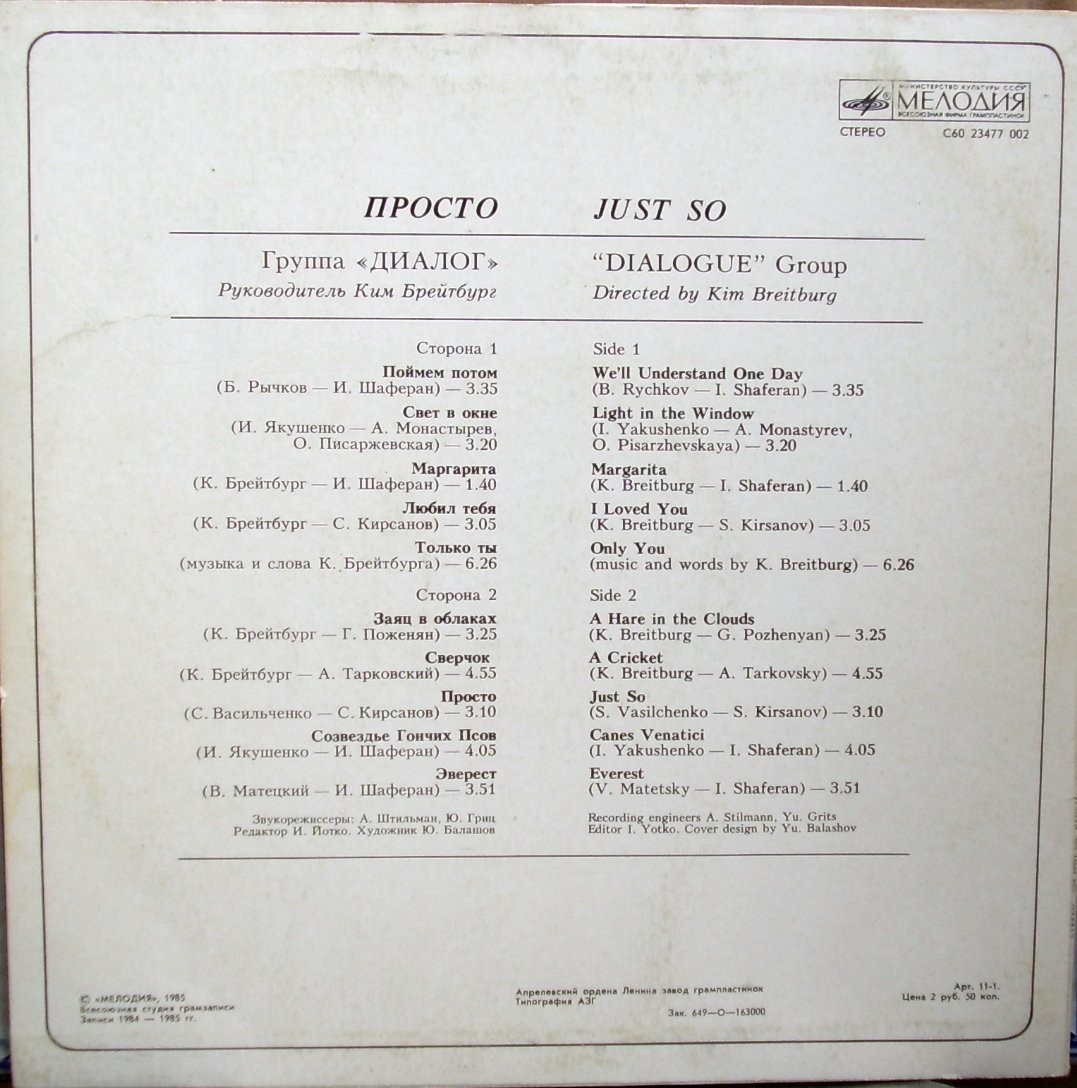 МИНИСТЕРСТВО КУЛЬТУРЫ СССР
МЕЛОДИЯ
ВСЕСОЮЗНАЯ ФИРМА ГРАМПЛАСТИНОК
СТЕРЕО С60 23477 002
ПРОСТО
Группа «ДИАЛОГ»
Руководитель Ким Брейтбург
Сторона 1
Поймем потом
(Б. Рычков — И. Шаферан) — 3.35
Свет в окне
(И. Якушенко — А. Монастырев,
О. Писаржевская) — 3.20
Маргарита
(К. Брейтбург — И. Шаферан) — 1.40
Любил тебя
(К. Брейтбург — С. Кирсанов) — 3.05
Только ты
(музыка и слова К. Брейтбурга) — 6.26
Сторона 2
Заяц в облаках
(К. Брейтбург — Г. Поженян) — 3.25
Сверчок
(К. Брейтбург — А. Тарковский) — 4.55
Просто
(С. Васильченко — С. Кирсанов) — 3.10
Созвездье Гончих Псов
(И. Якушенко — И. Шаферан) — 4.05
Эверест
(В. Матецкий — И. Шаферан) — 3.51
Звукорежиссеры: А. Штильман, Ю. Гриц
Редактор И. Йотко. Художник Ю. Балашов
JUST SO
“DIALOGUE” Group
Directed by Kim Breitburg
Side 1
We'll Understand One Day
(B. Rychkov — I. Shaferan) — 3.35
Light in the Window
(I. Yakushenko — A. Monastyrev,
O. Pisarzhevskaya) — 3.20
Margarita
(K. Breitburg — I. Shaferan) — 1.40
I Loved You
(K. Breitburg — S. Kirsanov) — 3.05
Only You
(music and words by K. Breitburg) — 6.26
Side 2
A Hare in the Clouds
(K. Breitburg — G. Pozhenyan) — 3.25
A Cricket
(K. Breitburg — A. Tarkovsky) — 4.55
Just So
(S. Vasilchenko — S. Kirsanov) — 3.10
Canes Venatici
(I. Yakushenko — I. Shaferan) — 4.05
Everest
(V. Matetsky — I. Shaferan) — 3.51
Recording engineers A. Stilmann, Yu. Grits
Editor I. Yotko. Cover design by Yu. Balashov
© «МЕЛОДИЯ», 1985
Всесоюзная студия грамзаписи
Записи 1984 — 1985 гг.
Апрелевский ордена Ленина завод грампластинок
Типография АЗГ
Зак. 649—О—163000
Арт. 11-1.
Цена 2 руб. 50 коп.